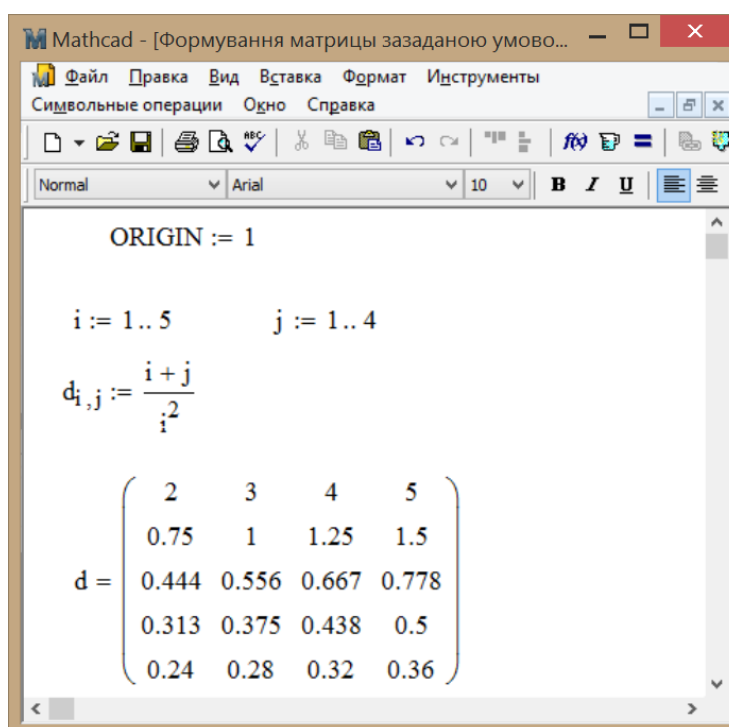 Mathcad - [Формування матрицы зазаданою умово...
Файл Правка Вид Вставка Формат Инструменты
Символьные операции Окно Справка
Normal Arial 10 B I U
ORIGIN := 1
i := 1 .. 5 j := 1 .. 4
d i , j := i + j / i^2
d = ( 2 3 4 5
0.75 1 1.25 1.5
0.444 0.556 0.667 0.778
0.313 0.375 0.438 0.5
0.24 0.28 0.32 0.36 )